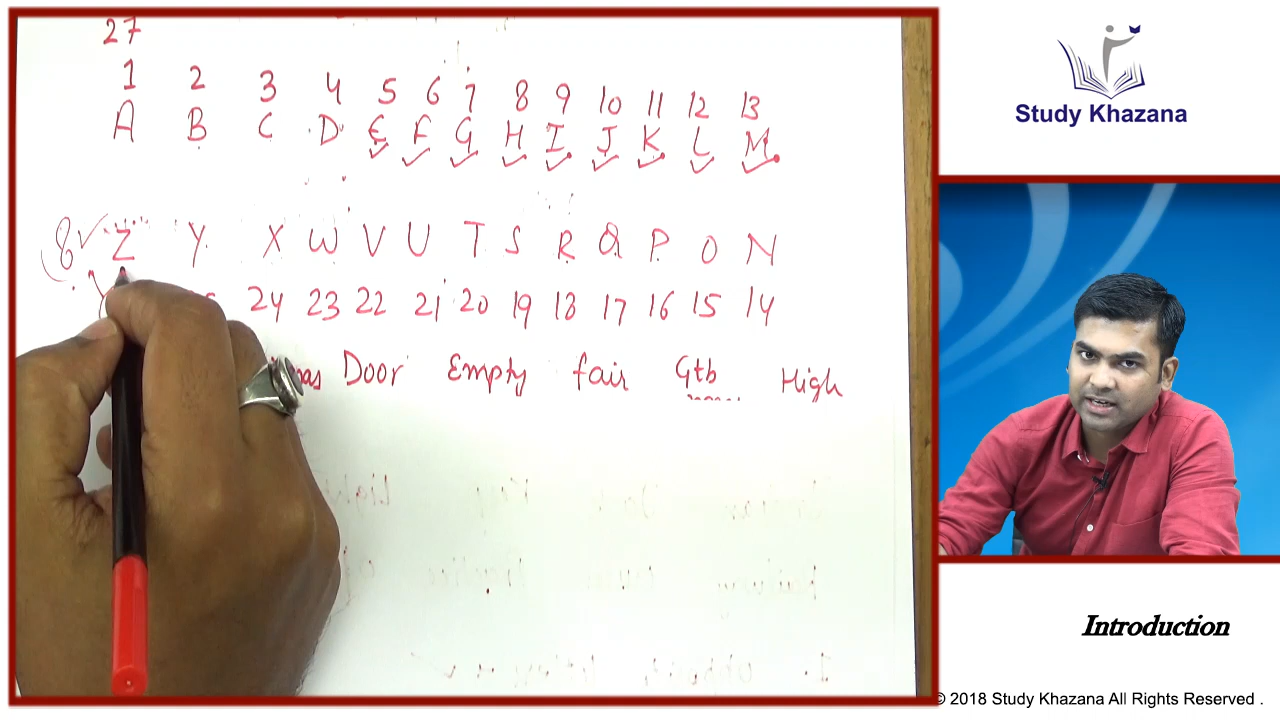 27
1 2 3 4 5 6 7 8 9 10 11 12 13
A B C D E F G H I J K L M
8 Z Y X W V U T S R Q P O N
24 23 22 21 20 19 18 17 16 15 14
Door Empty fair Gtb High
Study Khazana
Introduction
© 2018 Study Khazana All Rights Reserved .